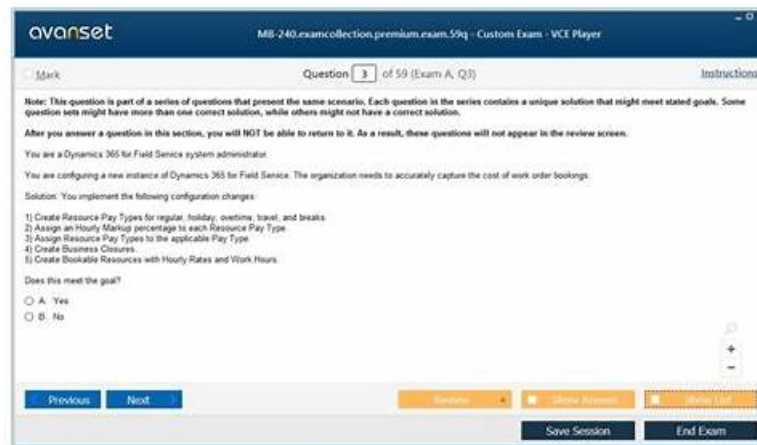 avanset
MB-240.examcollection.premium.exam.59q - Custom Exam - VCE Player
Mark
Question 3 of 59 (Exam A, Q3)
Instructions
Note: This question is part of a series of questions that present the same scenario. Each question in the series contains a unique solution that might meet stated goals. Some
question sets might have more than one correct solution, while others might not have a correct solution.
After you answer a question in this section, you will NOT be able to return to it. As a result, these questions will not appear in the review screen.
You are a Dynamics 365 for Field Service system administrator.
You are configuring a new instance of Dynamics 365 for Field Service. The organization needs to accurately capture the cost of work order bookings.
Solution: You implement the following configuration changes:
1) Create Resource Pay Types for regular, holiday, overtime, travel, and breaks.
2) Assign an Hourly Markup percentage to each Resource Pay Type.
3) Assign Resource Pay Types to the applicable Pay Type.
4) Create Business Closures.
5) Create Bookable Resources with Hourly Rates and Work Hours.
Does this meet the goal?
A. Yes
B. No
Previous
Next
Review
Show Answer
Show List
Save Session
End Exam